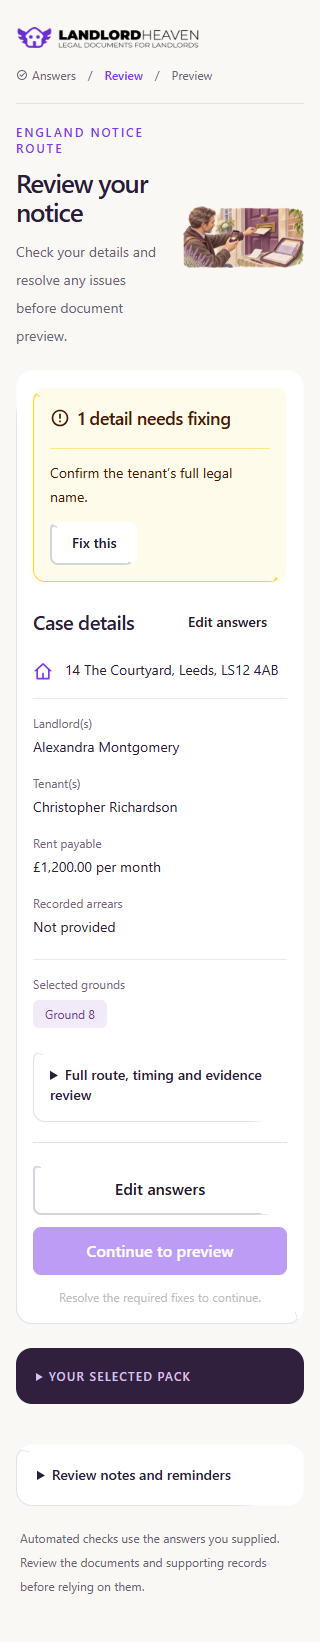 LANDLORDHEAVEN
LEGAL DOCUMENTS FOR LANDLORDS
Answers / Review / Preview
ENGLAND NOTICE
ROUTE
Review your
notice
Check your details and
resolve any issues
before document
preview.
1 detail needs fixing
Confirm the tenant's full legal
name.
Fix this
Case details
Edit answers
14 The Courtyard, Leeds, LS12 4AB
Landlord(s)
Alexandra Montgomery
Tenant(s)
Christopher Richardson
Rent payable
£1,200.00 per month
Recorded arrears
Not provided
Selected grounds
Ground 8
Full route, timing and evidence
review
Edit answers
Continue to preview
Resolve the required fixes to continue.
YOUR SELECTED PACK
Review notes and reminders
Automated checks use the answers you supplied.
Review the documents and supporting records
before relying on them.